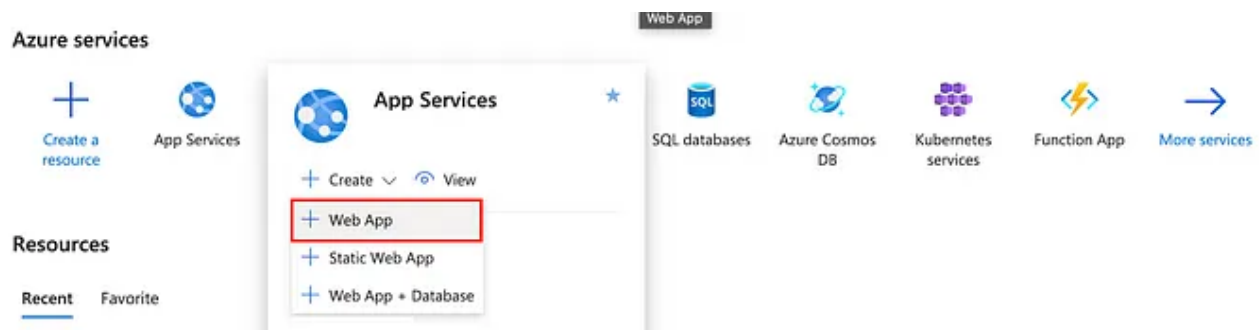 Web App
Azure services
Create a
resource
App Services
App Services
Create
View
Web App
Static Web App
Web App + Database
SQL
SQL databases
Azure Cosmos
DB
Kubernetes
services
Function App
More services
Resources
Recent
Favorite